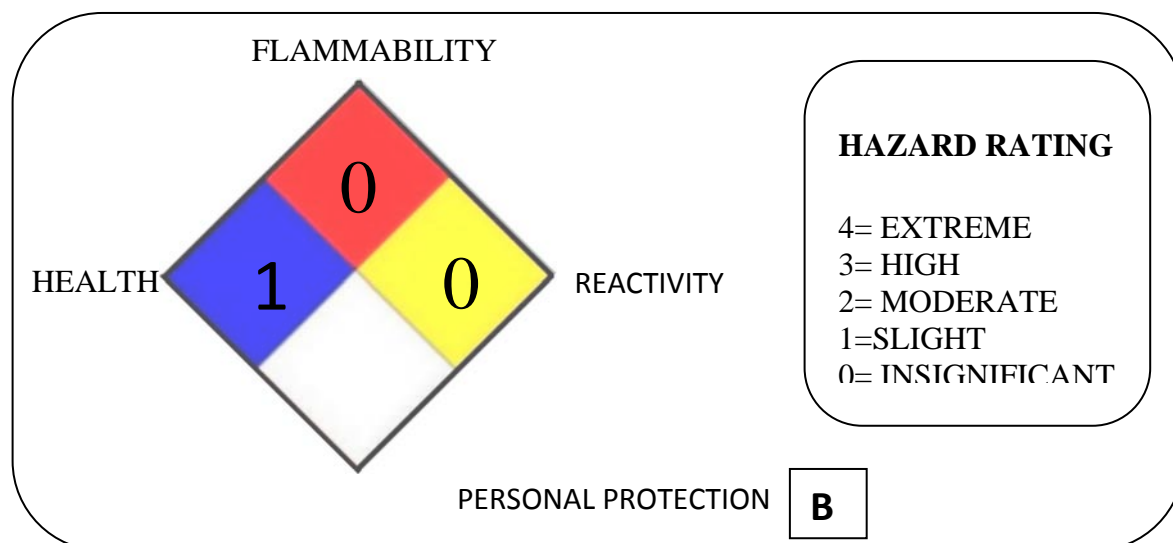 FLAMMABILITY
0
HEALTH
1
0
REACTIVITY
HAZARD RATING
4= EXTREME
3= HIGH
2= MODERATE
1=SLIGHT
0= INSIGNIFICANT
PERSONAL PROTECTION B